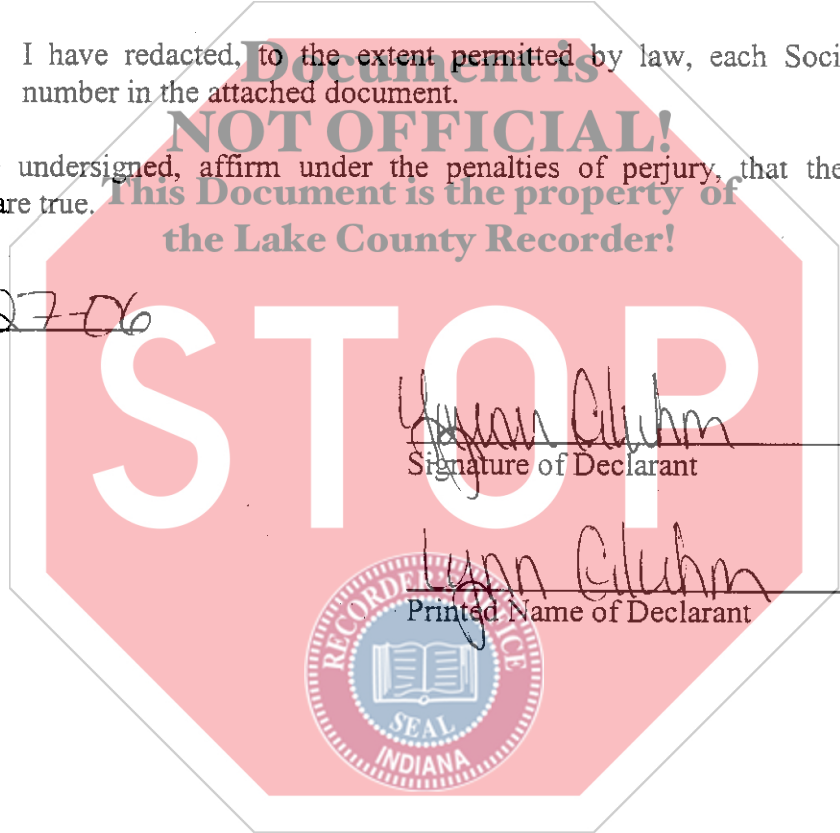 I have redacted, to the extent permitted by law, each Soci
number in the attached document.
Document is
NOT OFFICIAL!
undersigned, affirm under the penalties of perjury, that the
are true.
This Document is the property of
the Lake County Recorder!
27-06
STOP
Signature of Declarant
Lynn
Printed Name of Declarant
RECORDER'S OFFICE
SEAL
INDIANA